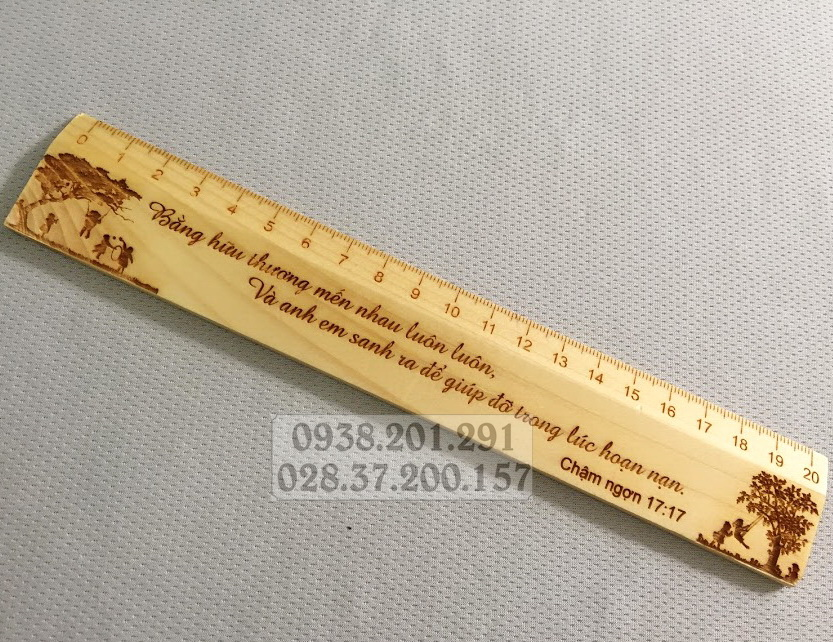 0 1 2 3 4 5 6 7 8 9 10 11 12 13 14 15 16 17 18 19 20
Bằng hữu thương mến nhau luôn luôn,
Và anh em sanh ra để giúp đỡ trong lúc hoạn nạn.
Chậm ngơn 17:17
0938.201.291
028.37.200.157